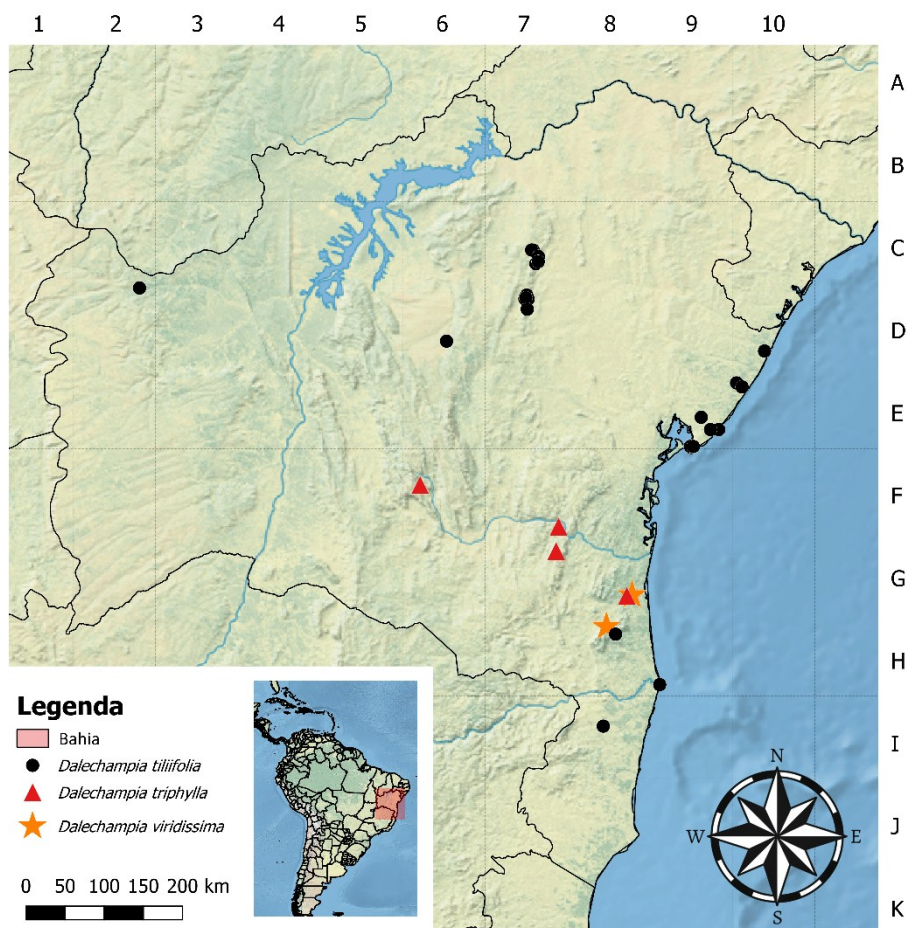 1 2 3 4 5 6 7 8 9 10
A
B
C
D
E
F
G
H
I
J
K
Legenda
Bahia
Dalechampia tiliifolia
Dalechampia triphylla
Dalechampia viridissima
0 50 100 150 200 km
N
W E
S